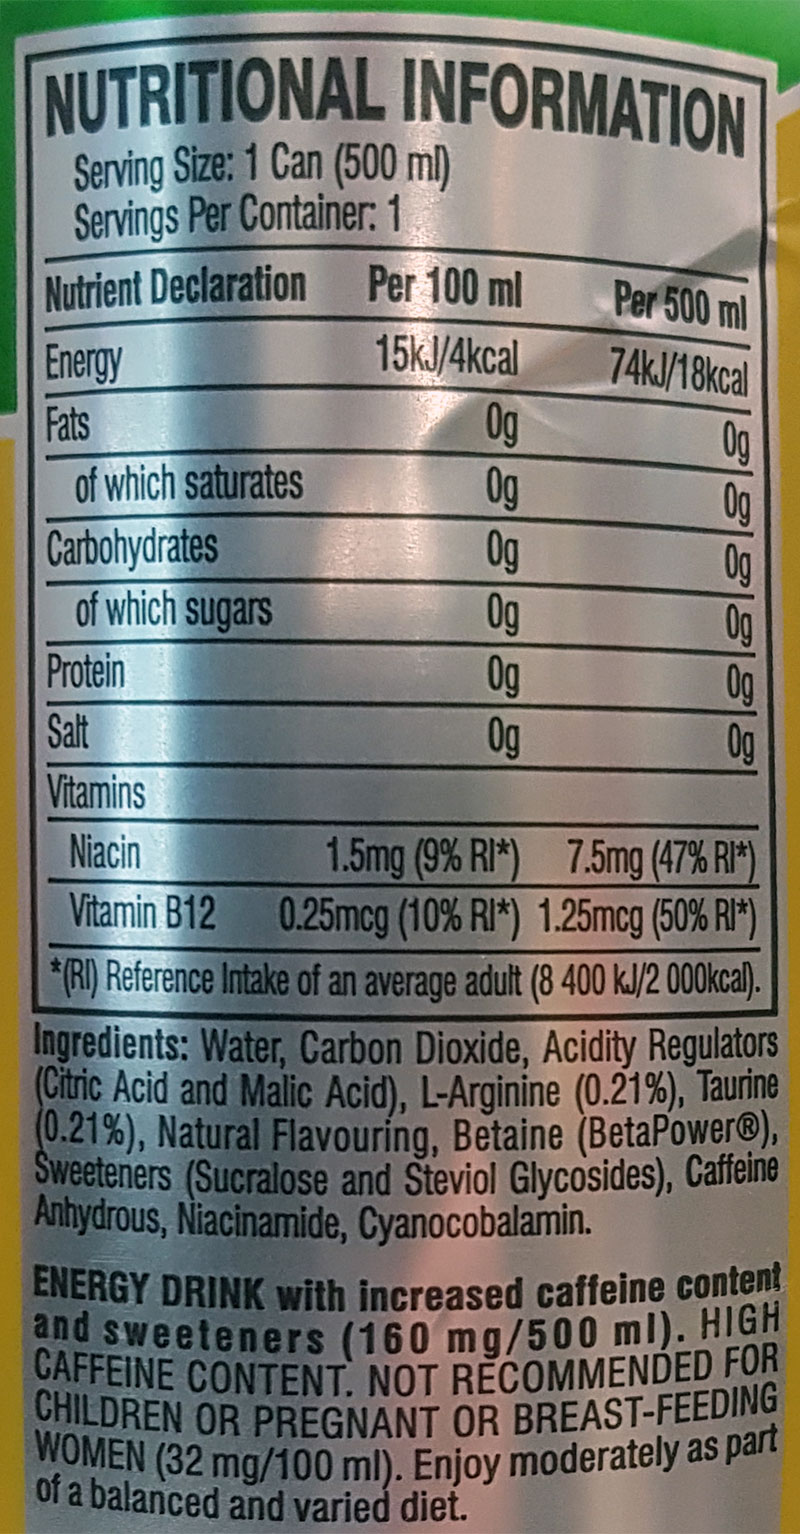 NUTRITIONAL INFORMATION
Serving Size: 1 Can (500 ml)
Servings Per Container: 1
Nutrient Declaration Per 100 ml Per 500 ml
Energy 15kJ/4kcal 74kJ/18kcal
Fats 0g 0g
of which saturates 0g 0g
Carbohydrates 0g 0g
of which sugars 0g 0g
Protein 0g 0g
Salt 0g 0g
Vitamins
Niacin 1.5mg (9% RI*) 7.5mg (47% RI*)
Vitamin B12 0.25mcg (10% RI*) 1.25mcg (50% RI*)
*(RI) Reference Intake of an average adult (8 400 kJ/2 000kcal).
Ingredients: Water, Carbon Dioxide, Acidity Regulators
(Citric Acid and Malic Acid), L-Arginine (0.21%), Taurine
(0.21%), Natural Flavouring, Betaine (BetaPower®),
Sweeteners (Sucralose and Steviol Glycosides), Caffeine
Anhydrous, Niacinamide, Cyanocobalamin.
ENERGY DRINK with increased caffeine content
and sweeteners (160 mg/500 ml). HIGH
CAFFEINE CONTENT. NOT RECOMMENDED FOR
CHILDREN OR PREGNANT OR BREAST-FEEDING
WOMEN (32 mg/100 ml). Enjoy moderately as part
of a balanced and varied diet.